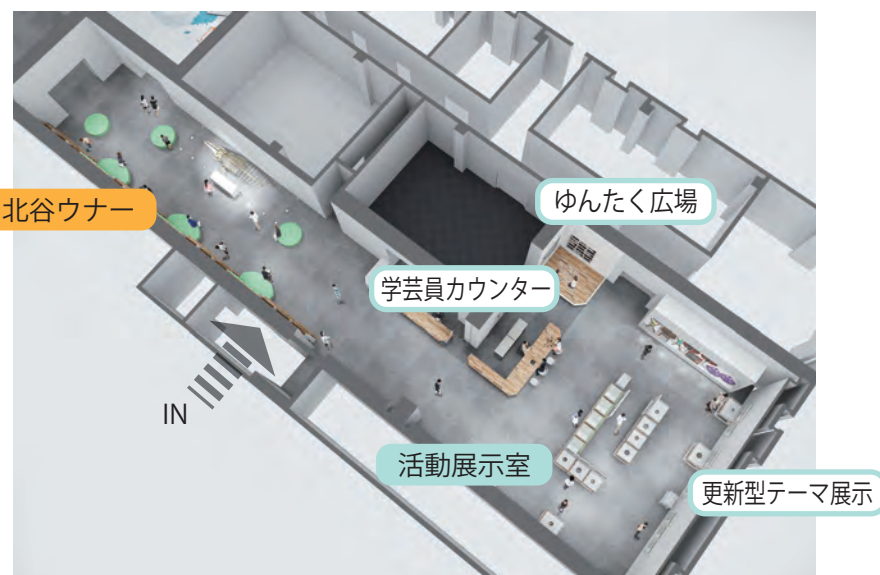 ゆんたく広場
北谷ウナー
学芸員カウンター
IN
活動展示室
更新型テーマ展示